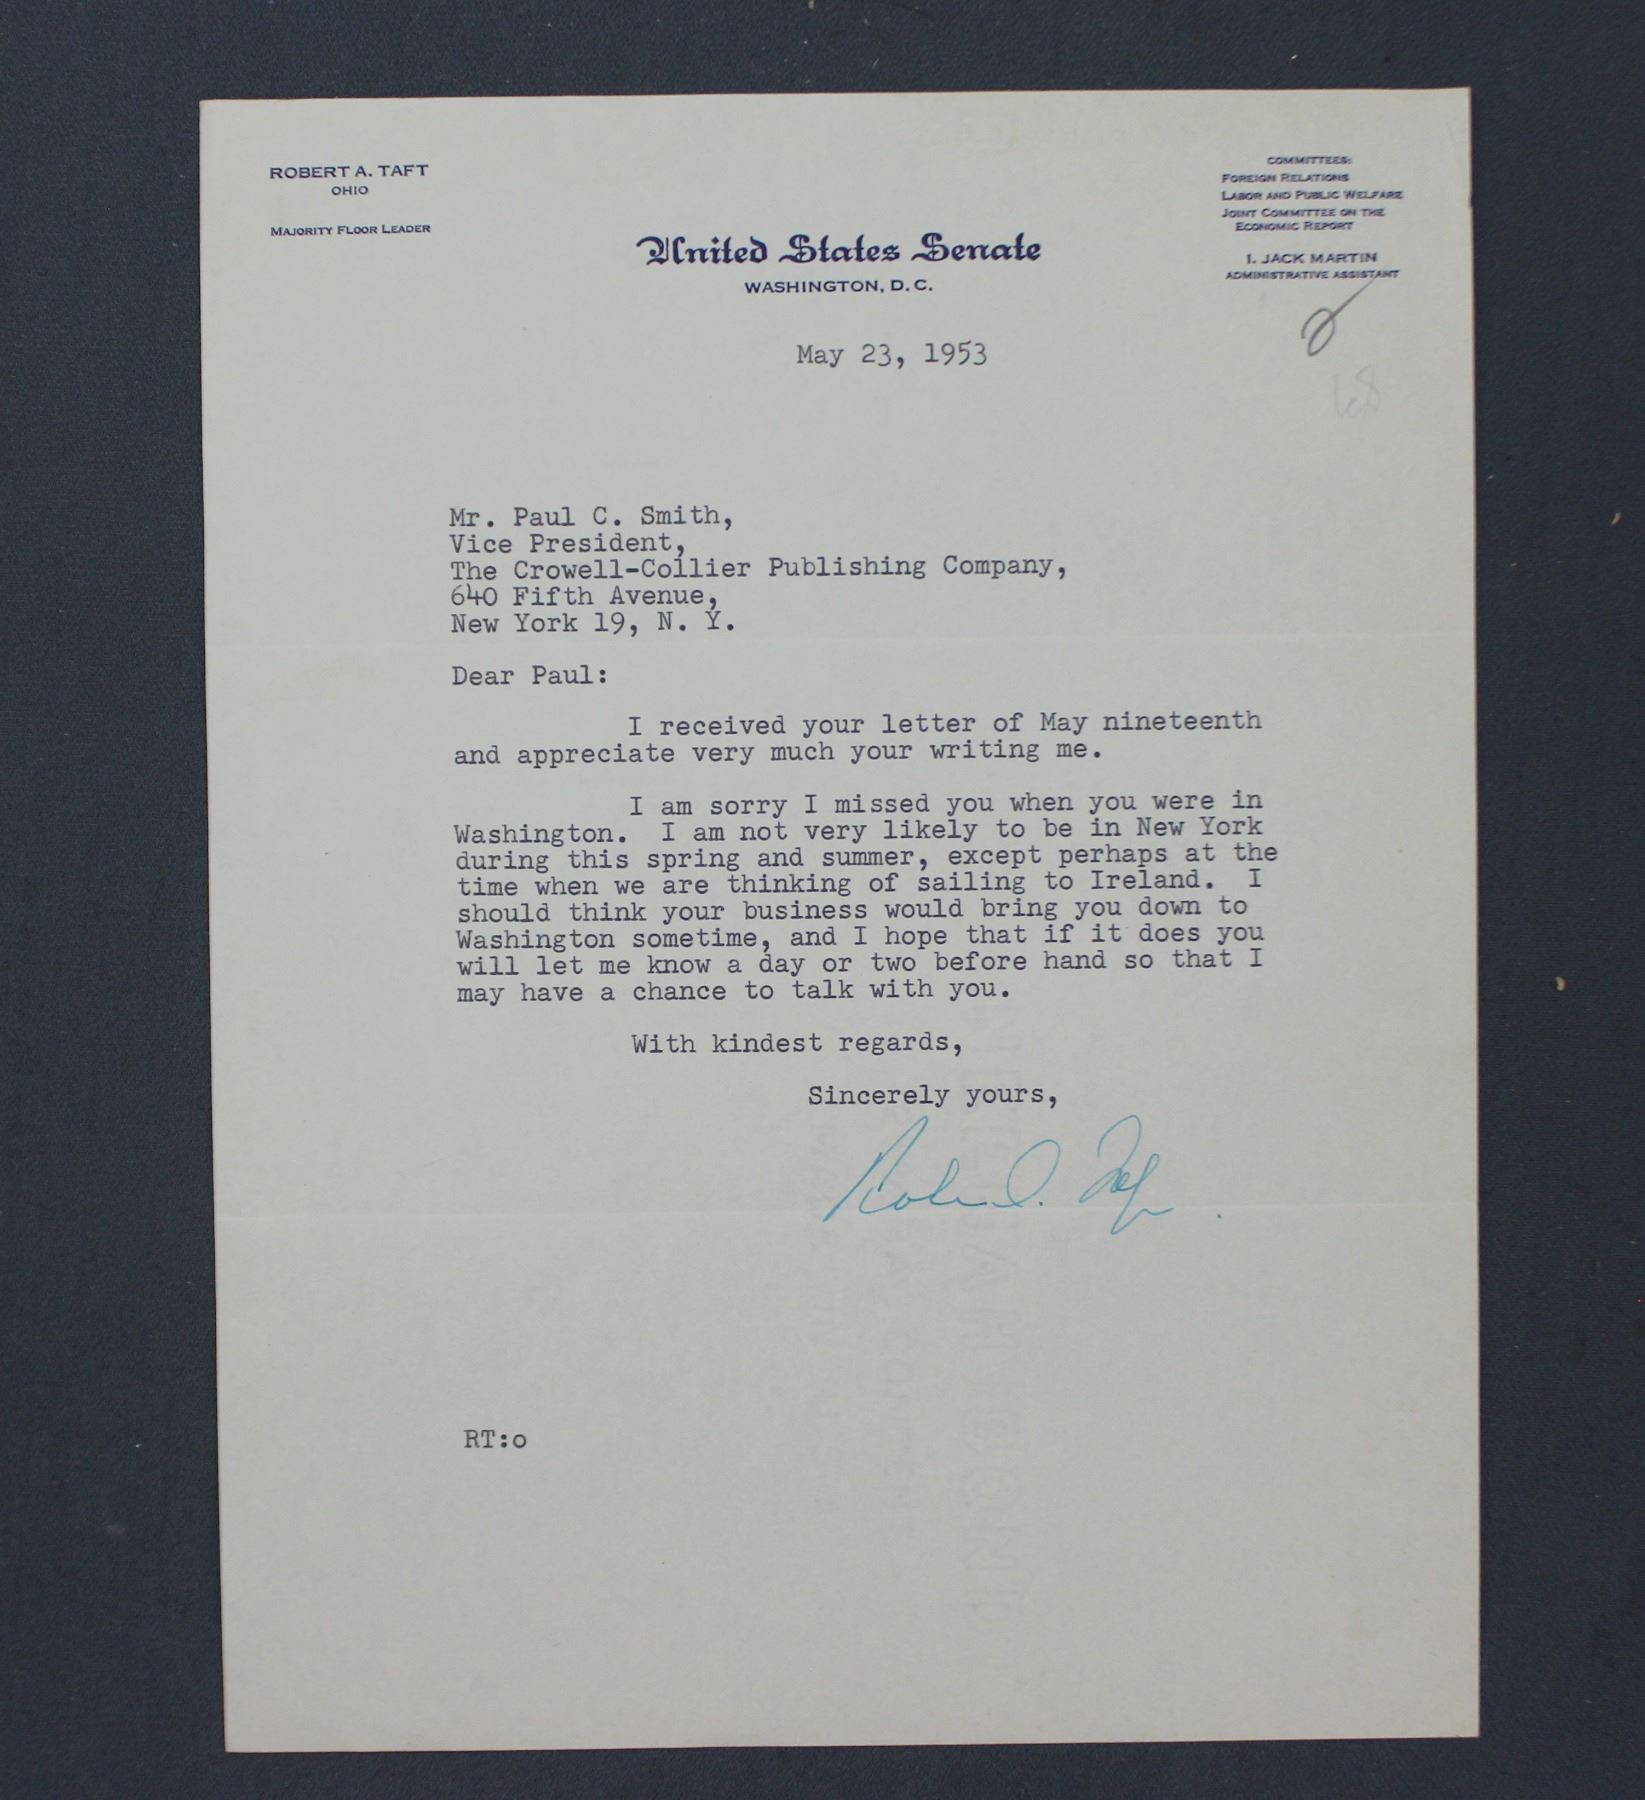 ROBERT A. TAFT
OHIO
MAJORITY FLOOR LEADER
COMMITTEES:
FOREIGN RELATIONS
LABOR AND PUBLIC WELFARE
JOINT COMMITTEE ON THE
ECONOMIC REPORT
I. JACK MARTIN
ADMINISTRATIVE ASSISTANT
United States Senate
WASHINGTON, D. C.
May 23, 1953
Mr. Paul C. Smith,
Vice President,
The Crowell-Collier Publishing Company,
640 Fifth Avenue,
New York 19, N. Y.
Dear Paul:
I received your letter of May nineteenth
and appreciate very much your writing me.
I am sorry I missed you when you were in
Washington. I am not very likely to be in New York
during this spring and summer, except perhaps at the
time when we are thinking of sailing to Ireland. I
should think your business would bring you down to
Washington sometime, and I hope that if it does you
will let me know a day or two before hand so that I
may have a chance to talk with you.
With kindest regards,
Sincerely yours,
RT:o